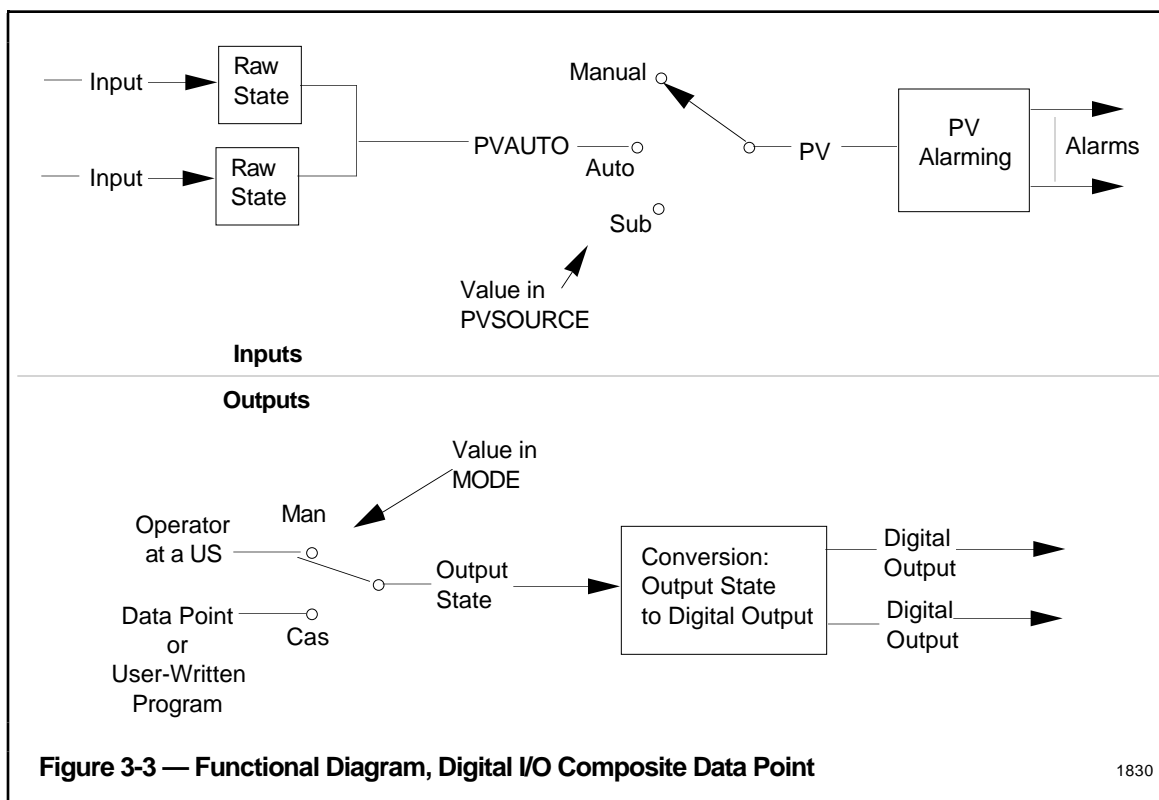 Input
Raw
State
Input
Raw
State
PVAUTO
Manual
Auto
Sub
Value in
PVSOURCE
PV
PV
Alarming
Alarms
Inputs
Outputs
Value in
MODE
Operator
at a US
Man
Data Point
or
User-Written
Program
Cas
Output
State
Conversion:
Output State
to Digital Output
Digital
Output
Digital
Output
Figure 3-3 — Functional Diagram, Digital I/O Composite Data Point
1830